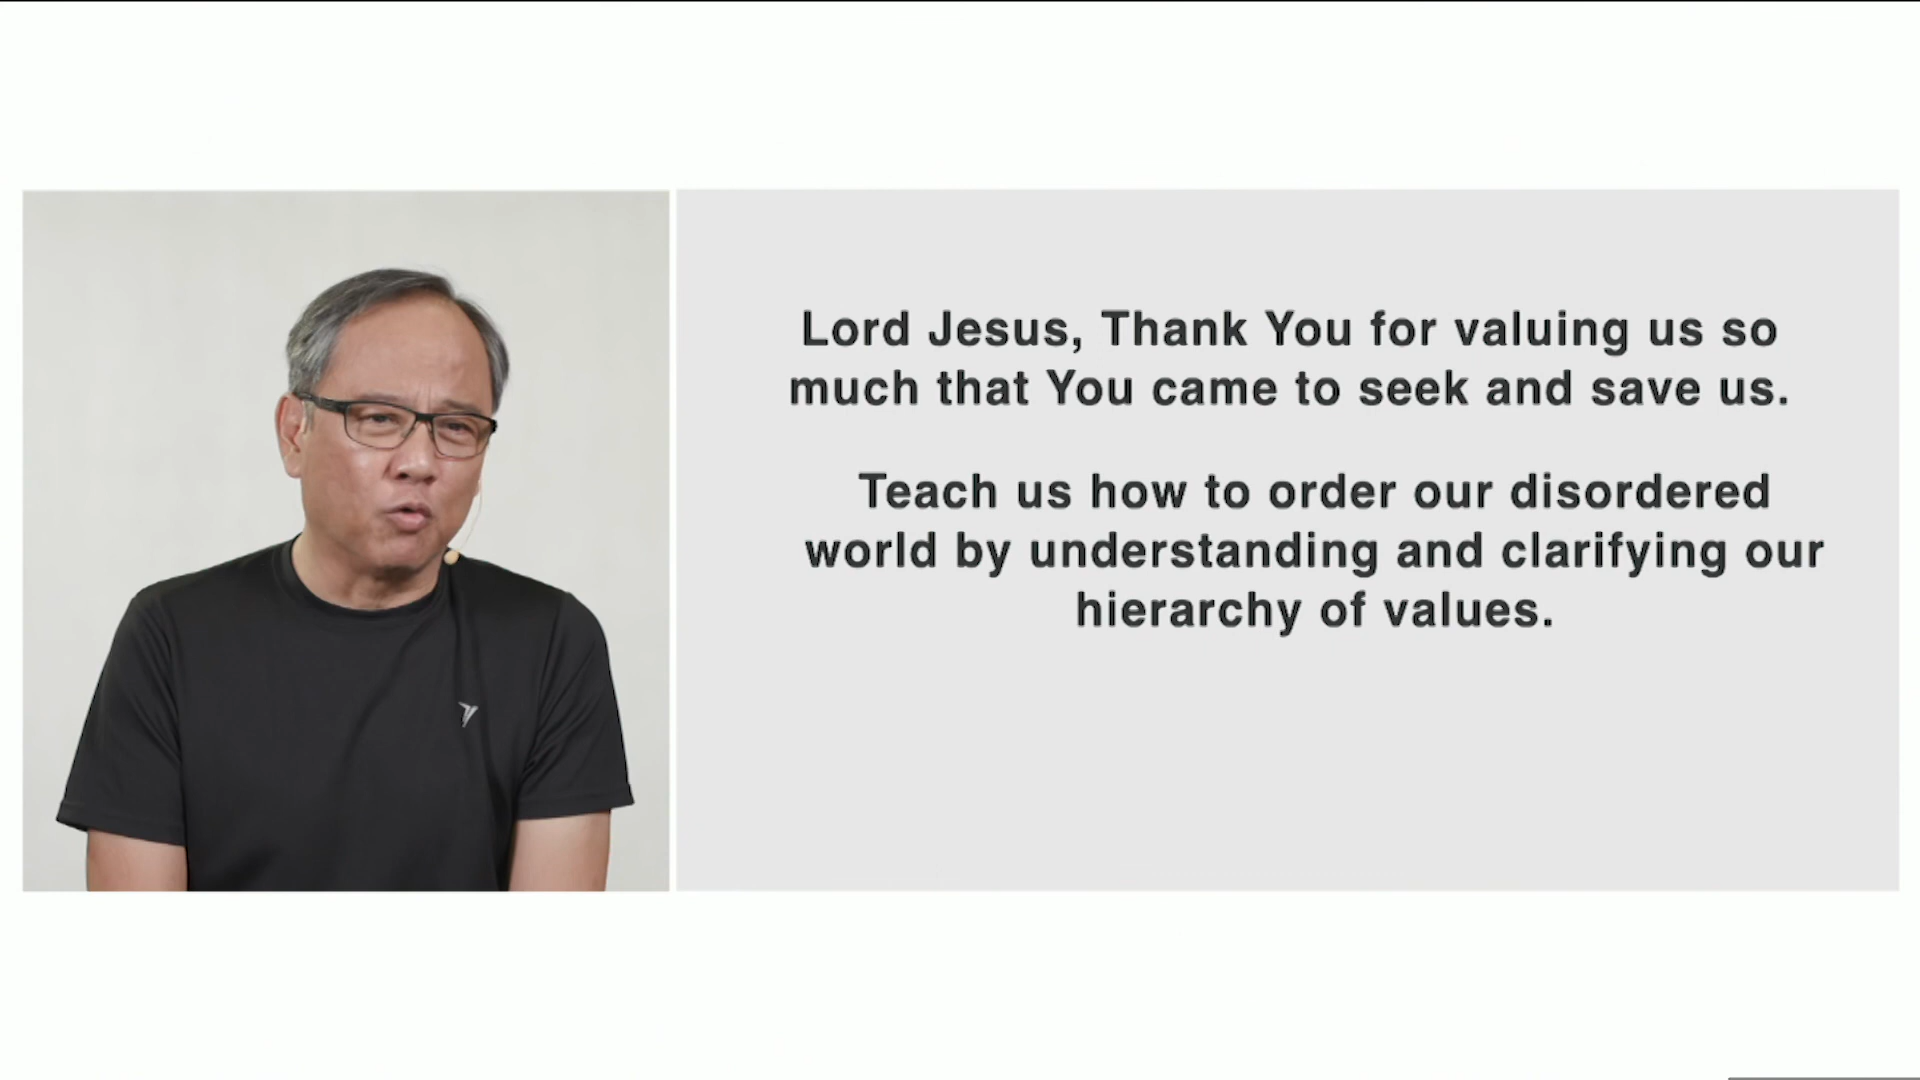 Lord Jesus, Thank You for valuing us so
much that You came to seek and save us.
Teach us how to order our disordered
world by understanding and clarifying our
hierarchy of values.